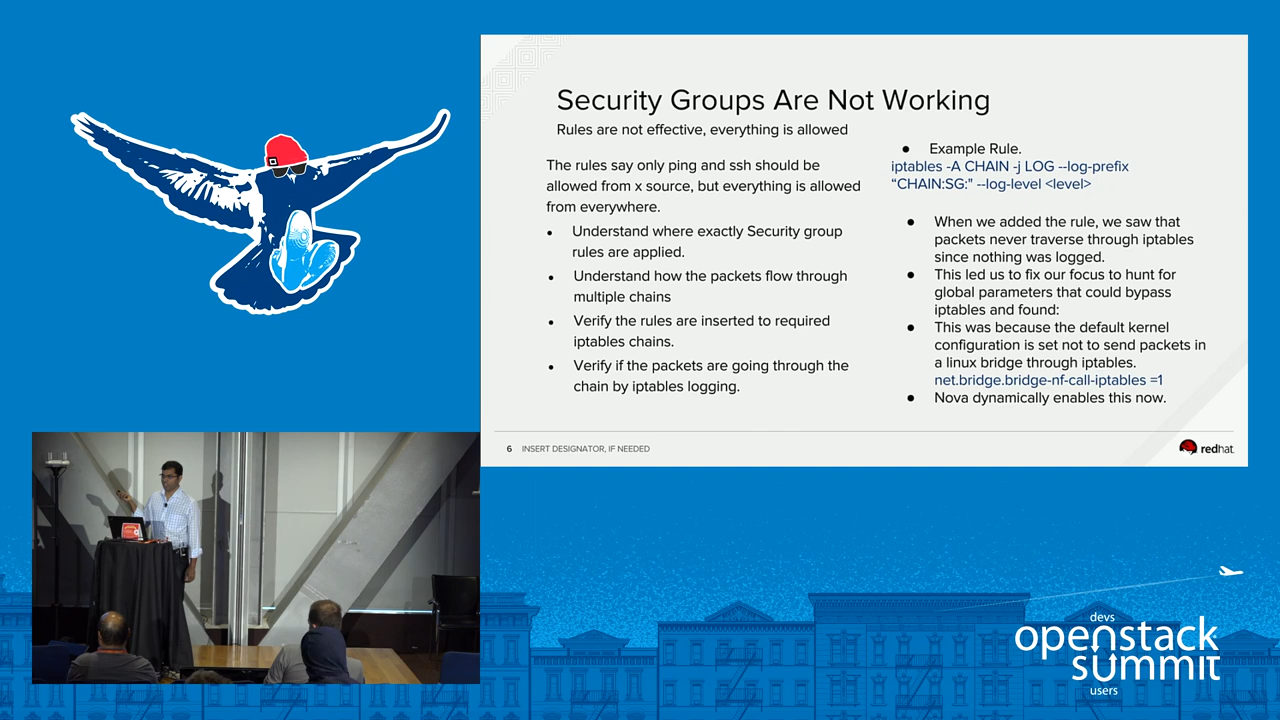 Security Groups Are Not Working
Rules are not effective, everything is allowed
The rules say only ping and ssh should be
allowed from x source, but everything is allowed
from everywhere.
• Understand where exactly Security group
rules are applied.
• Understand how the packets flow through
multiple chains
• Verify the rules are inserted to required
iptables chains.
• Verify if the packets are going through the
chain by iptables logging.
● Example Rule.
iptables -A CHAIN -j LOG --log-prefix
“CHAIN:SG:" --log-level <level>
● When we added the rule, we saw that
packets never traverse through iptables
since nothing was logged.
● This led us to fix our focus to hunt for
global parameters that could bypass
iptables and found:
● This was because the default kernel
configuration is set not to send packets in
a linux bridge through iptables.
net.bridge.bridge-nf-call-iptables =1
● Nova dynamically enables this now.
6 INSERT DESIGNATOR, IF NEEDED
redhat.
devs
openstack
summit
users